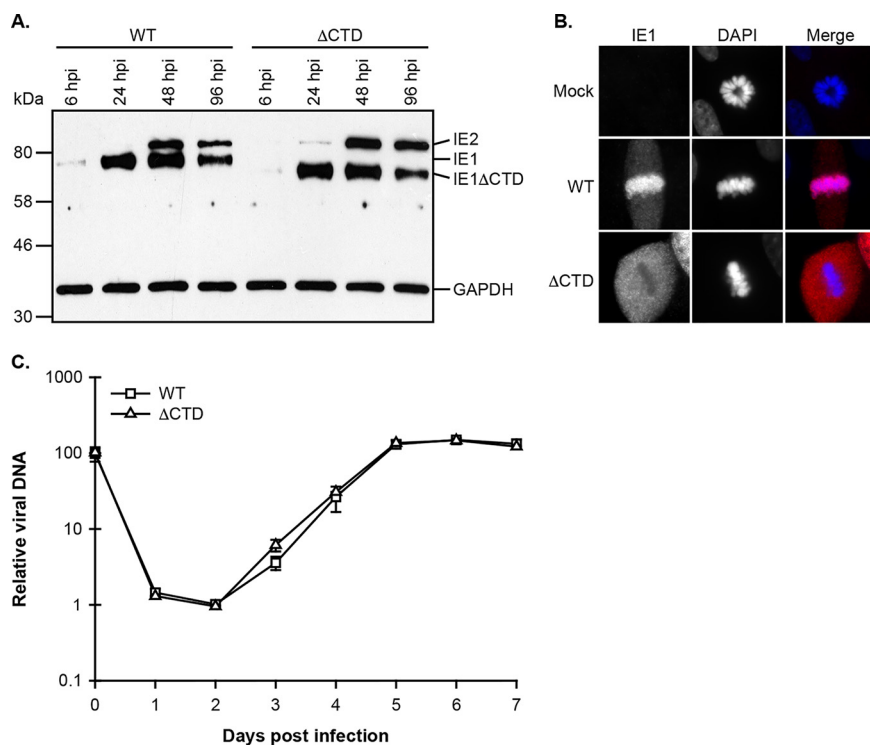 A.
WT ΔCTD
6 hpi 24 hpi 48 hpi 96 hpi 6 hpi 24 hpi 48 hpi 96 hpi
kDa
80
58
46
30
IE2
IE1
IE1ΔCTD
GAPDH
B.
IE1 DAPI Merge
Mock
WT
ΔCTD
C.
WT
ΔCTD
Relative viral DNA
1000
100
10
1
0.1
0 1 2 3 4 5 6 7
Days post infection